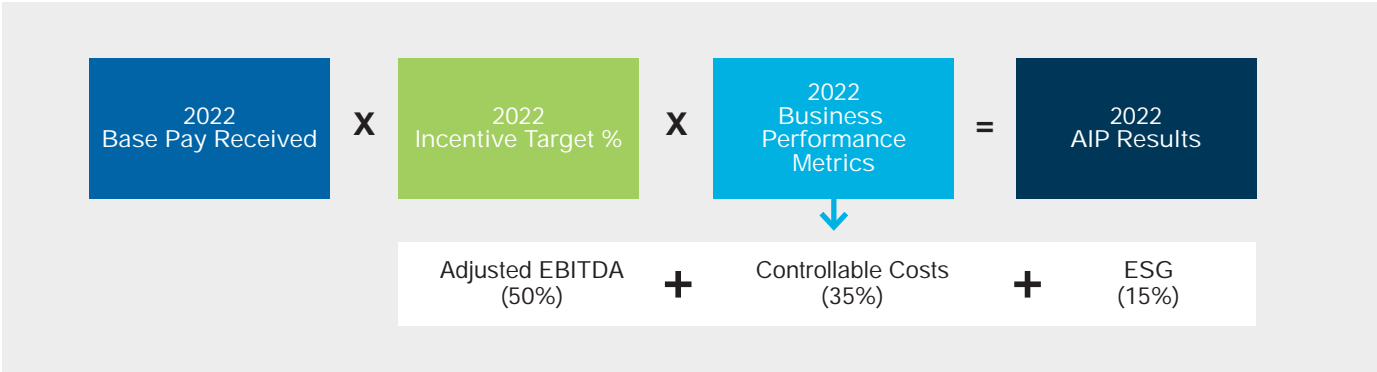 2022
Base Pay Received
X
2022
Incentive Target %
X
2022
Business
Performance
Metrics
=
2022
AIP Results
Adjusted EBITDA
(50%)
+
Controllable Costs
(35%)
+
ESG
(15%)